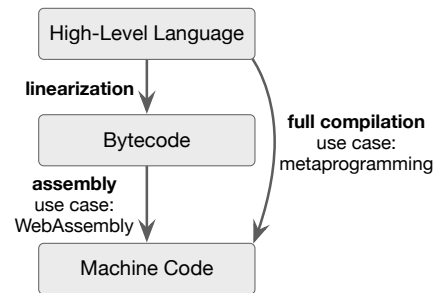 High-Level Language
linearization
full compilation
use case:
metaprogramming
Bytecode
assembly
use case:
WebAssembly
Machine Code